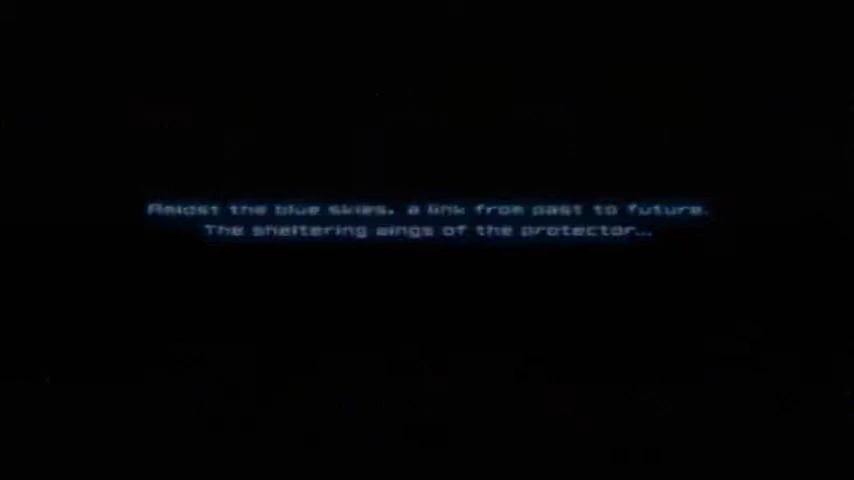 Amidst the blue skies, a link from past to future.
The sheltering wings of the protector...